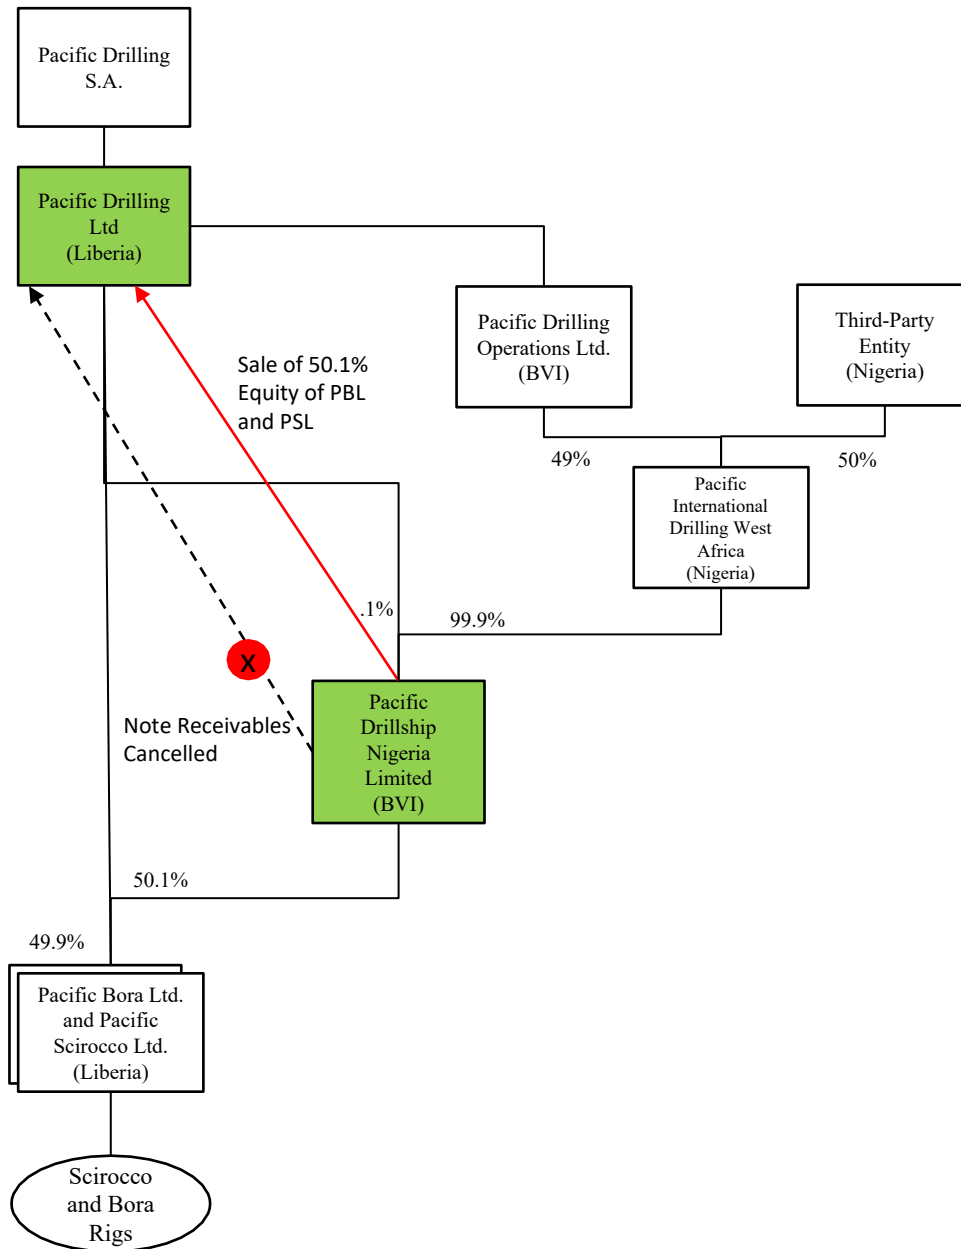 Pacific Drilling
S.A.
Pacific Drilling
Ltd
(Liberia)
Pacific Drilling
Operations Ltd.
(BVI)
Third-Party
Entity
(Nigeria)
Sale of 50.1%
Equity of PBL
and PSL
49%
50%
Pacific
International
Drilling West
Africa
(Nigeria)
.1%
99.9%
x
Pacific
Drillship
Nigeria
Limited
(BVI)
Note Receivables
Cancelled
50.1%
49.9%
Pacific Bora Ltd.
and Pacific
Scirocco Ltd.
(Liberia)
Scirocco
and Bora
Rigs